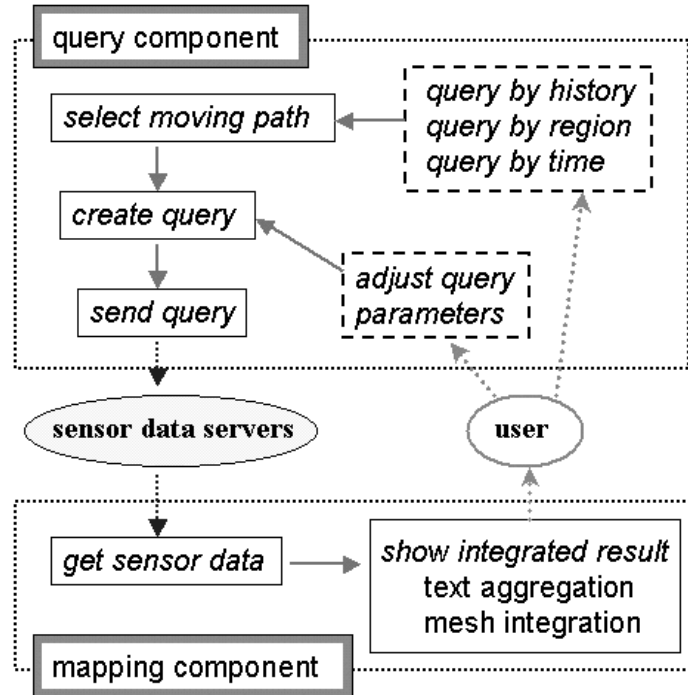 query component
select moving path
query by history
query by region
query by time
create query
adjust query
parameters
send query
sensor data servers
user
get sensor data
show integrated result
text aggregation
mesh integration
mapping component